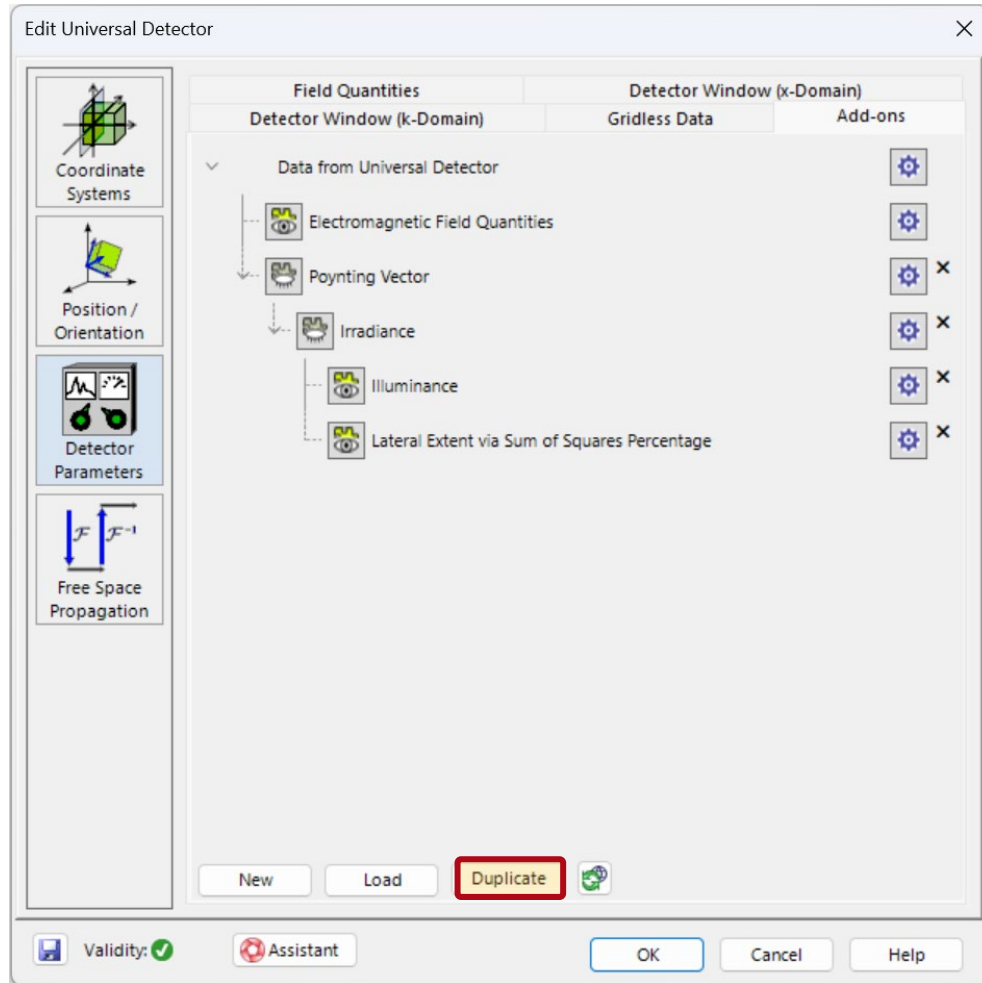 Edit Universal Detector
Field Quantities
Detector Window (x-Domain)
Detector Window (k-Domain)
Gridless Data
Add-ons
Coordinate
Systems
Position /
Orientation
Detector
Parameters
ℱ ℱ⁻¹
Free Space
Propagation
Data from Universal Detector
Electromagnetic Field Quantities
Poynting Vector
Irradiance
Illuminance
Lateral Extent via Sum of Squares Percentage
New
Load
Duplicate
Validity:
Assistant
OK
Cancel
Help